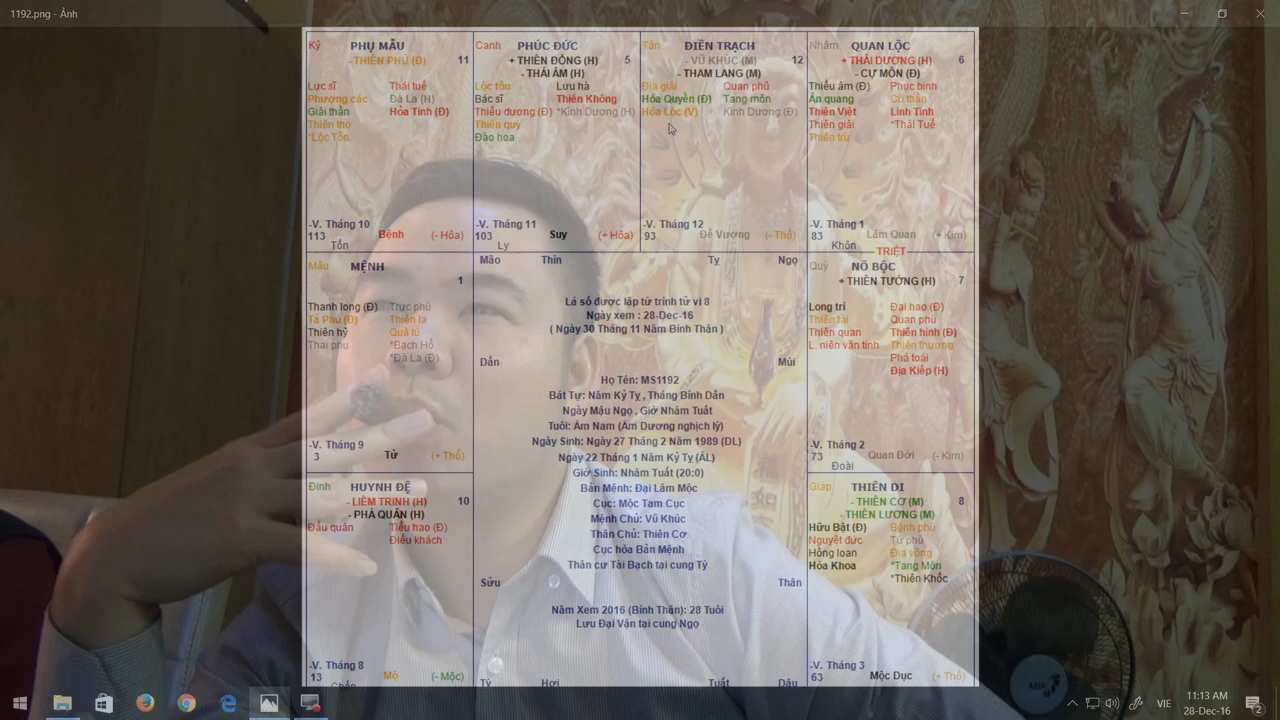 1192.png - Ảnh
Kỷ PHỤ MẪU
- THIÊN PHỦ (Đ) 11
Lực sĩ Thái tuế
Phượng các Đà La (H)
Giải thần Hỏa Tinh (Đ)
Thiên thọ
*Lộc Tồn
-V. Tháng 10
113 Bệnh (- Hỏa)
Tốn
Canh PHÚC ĐỨC
+ THIÊN ĐỒNG (H) 5
- THÁI ÂM (H)
Lộc tồn Lưu hà
Bác sĩ Thiên Không
Thiếu dương (Đ) *Kình Dương (H)
Thiên quý
Đào hoa
-V. Tháng 11
103 Suy (+ Hỏa)
Ly
Tân ĐIỀN TRẠCH
- VŨ KHÚC (M) 12
- THAM LANG (M)
Địa giải Quan phủ
Hóa Quyền (Đ) Tang môn
Hóa Lộc (V) Kình Dương (Đ)
-V. Tháng 12
93 Đế Vượng (- Thổ)
Nhâm QUAN LỘC
+ THÁI DƯƠNG (H) 6
- CỰ MÔN (Đ)
Thiếu âm (Đ) Phục binh
Ân quang Cô thần
Thiên Việt Linh Tinh
Thiên giải *Thái Tuế
Thiên trù
-V. Tháng 1
83 Lâm Quan (+ Kim)
Khôn
TRIỆT
Mậu MỆNH
1
Thanh long (Đ) Trực phù
Tả Phù (Đ) Thiên la
Thiên hỷ Quả tú
Thai phụ *Bạch Hổ
*Đà La (Đ)
-V. Tháng 9
3 Tử (+ Thổ)
Mão Thìn Tỵ Ngọ
Lá số được lập từ trình tử vi 8
Ngày xem : 28-Dec-16
( Ngày 30 Tháng 11 Năm Bính Thân )
Dần Mùi
Họ Tên: MS1192
Bát Tự: Năm Kỷ Tỵ , Tháng Bính Dần
Ngày Mậu Ngọ , Giờ Nhâm Tuất
Tuổi: Âm Nam (Âm Dương nghịch lý)
Ngày Sinh: Ngày 27 Tháng 2 Năm 1989 (DL)
Ngày 22 Tháng 1 Năm Kỷ Tỵ (ÂL)
Giờ Sinh: Nhâm Tuất (20:0)
Bản Mệnh: Đại Lâm Mộc
Cục: Mộc Tam Cục
Mệnh Chủ: Vũ Khúc
Thân Chủ: Thiên Cơ
Cục hòa Bản Mệnh
Thân cư Tài Bạch tại cung Tý
Sửu Thân
Năm Xem 2016 (Bính Thân): 28 Tuổi
Lưu Đại Vận tại cung Ngọ
Tý Hợi Tuất Dậu
Quý NÔ BỘC
+ THIÊN TƯỚNG (H) 7
Long trì Đại hao (Đ)
Thiên tài Quan phù
Thiên quan Thiên hình (Đ)
L. niên văn tinh Thiên thương
Phá toái
Địa Kiếp (H)
-V. Tháng 2
73 Quan Đới (- Kim)
Đoài
Đinh HUYNH ĐỆ
- LIÊM TRINH (H) 10
- PHÁ QUÂN (H)
Đẩu quân Tiểu hao (Đ)
Điếu khách
-V. Tháng 8
13 Mộ (- Mộc)
Chấn
Giáp THIÊN DI
- THIÊN CƠ (M) 8
- THIÊN LƯƠNG (M)
Hữu Bật (Đ) Bệnh phù
Nguyệt đức Tử phù
Hồng loan Địa võng
Hóa Khoa *Tang Môn
*Thiên Khốc
-V. Tháng 3
63 Mộc Dục (+ Thổ)
ASIA
VIE
11:13 AM
28-Dec-16
2